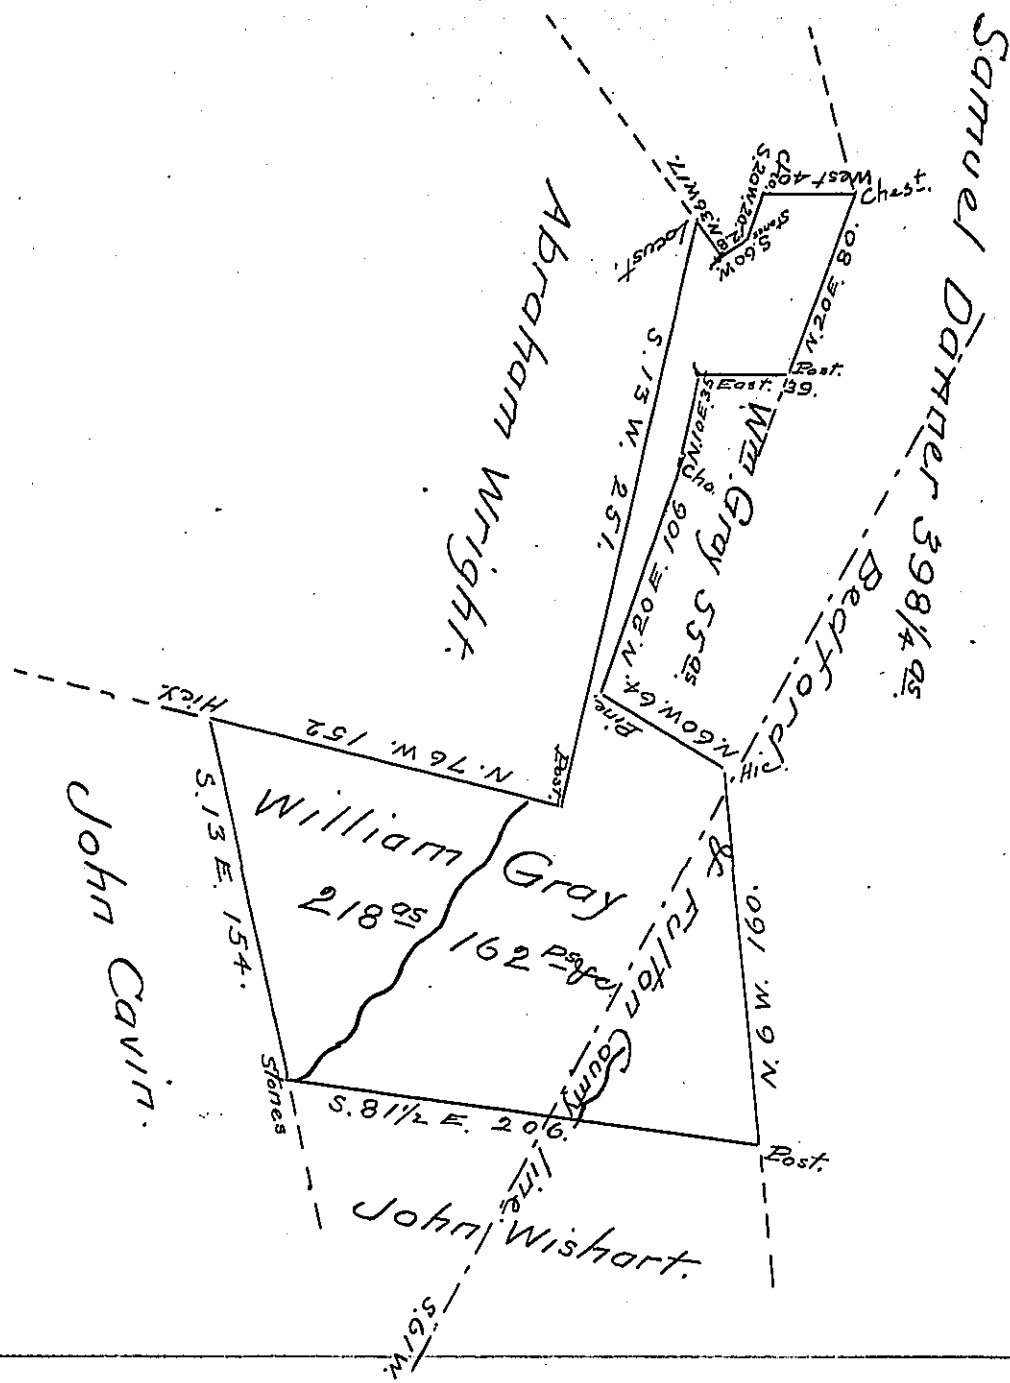 Samuel Danner 398 1/4 as
Bedford & Fulton County line.
S. 61 W.
Chest.
West 40
Cho.
S. 20 W. 20.
Stones
S. 60 W.
N. 36 W. 17.
Locust.
N. 20 E. 80.
Post.
East. 39.
N 10 E 35
Cho.
N. 20 E. 106
Wm Gray 55 as
Pine.
N. 60 W. 64.
Hic.
S. 13 W. 251.
Abraham Wright.
Post.
N. 76 W. 152
Hicy.
S. 13 E. 154.
John Cavin.
William Gray
218 as 162 ps &c
Stones
S. 81 1/2 E. 206.
N. 6 W. 160.
Post.
John Wishart.